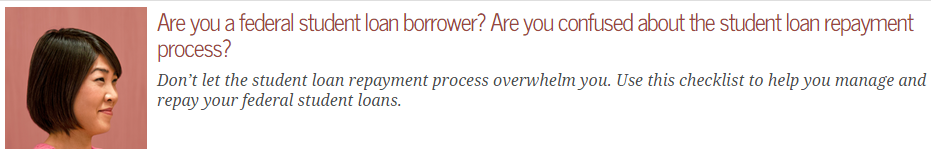 Are you a federal student loan borrower? Are you confused about the student loan repayment
process?
Don’t let the student loan repayment process overwhelm you. Use this checklist to help you manage and
repay your federal student loans.